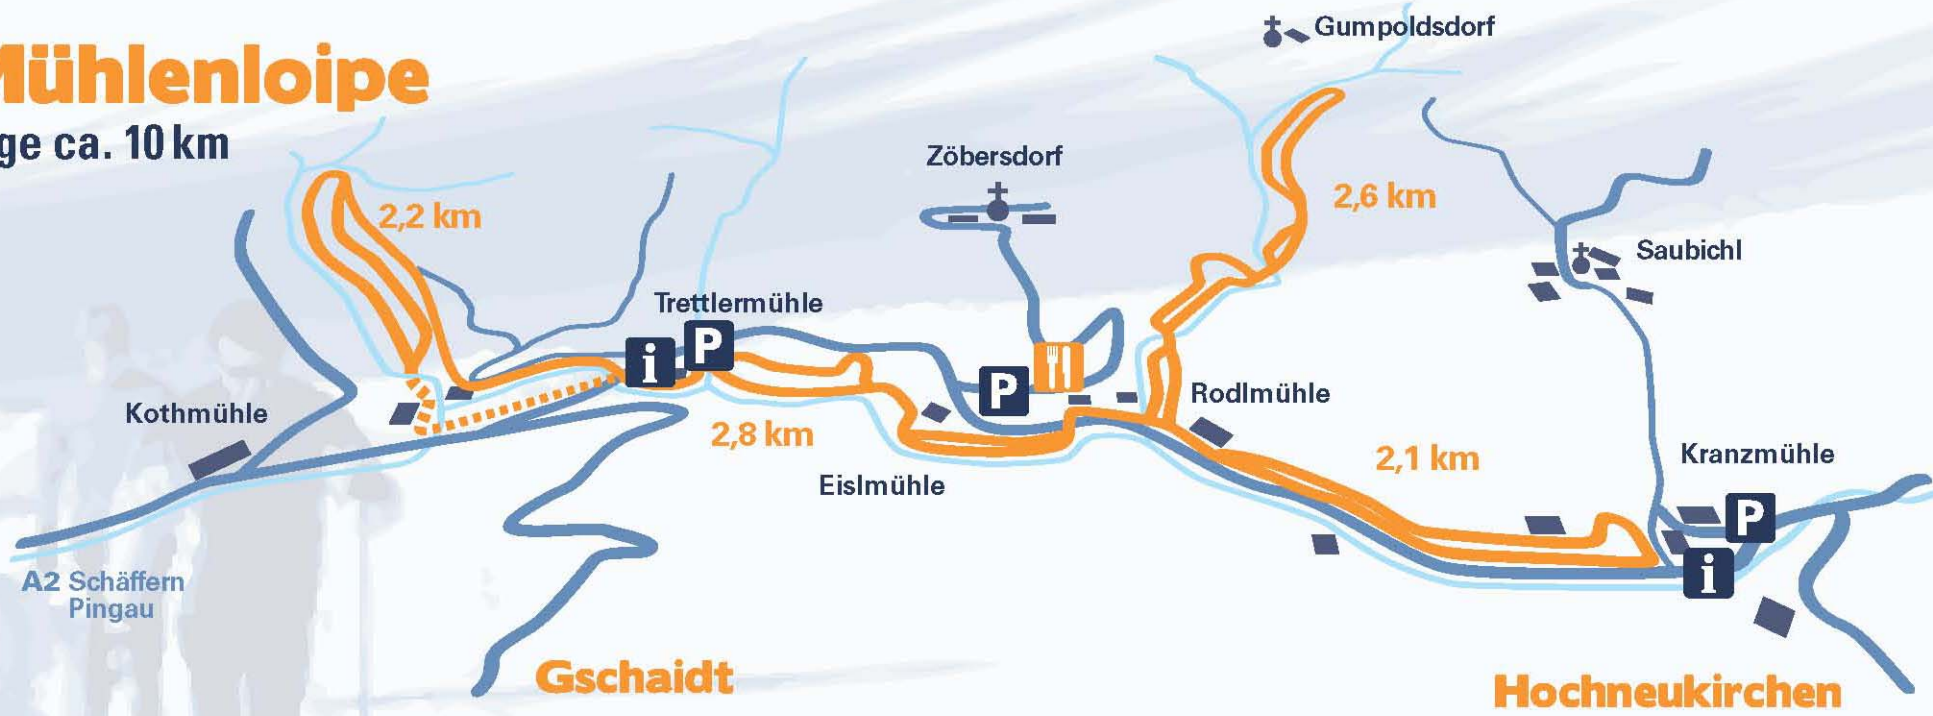 Mühlenloipe
ge ca. 10 km
Gumpoldsdorf
Zöbersdorf
2,2 km
2,6 km
Saubichl
Trettlermühle
i
P
P
Kothmühle
Rodlmühle
2,8 km
2,1 km
Eislmühle
Kranzmühle
P
i
A2 Schäffern
Pingau
Gschaidt
Hochneukirchen